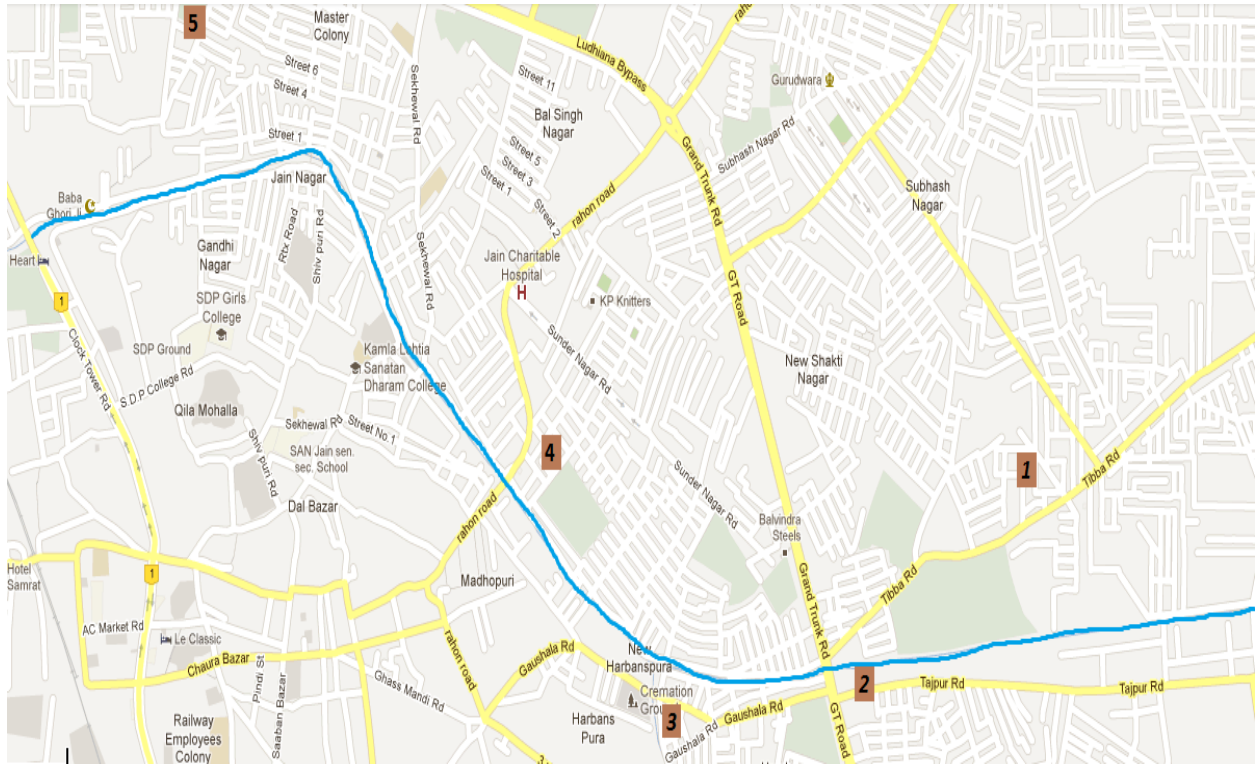 5
Master
Colony
Ludhiana Bypass
Gurudwara
Street 6
Street 4
Sekhewal Rd
Street 11
Bal Singh
Nagar
Street 1
Street 5
Street 3
Street 1
Street 2
rahon road
Grand Trunk Rd
Subhash Nagar Rd
Subhash
Nagar
Baba
Ghori Ji
Jain Nagar
Rtx Road
Shiv puri Rd
Gandhi
Nagar
Heart
1
Sekhewal Rd
Jain Charitable
Hospital
H
KP Knitters
GT Road
SDP Girls
College
SDP Ground
Clock Tower Rd
S.D.P College Rd
Kamla Lohtia
Sanatan
Dharam College
Sunder Nagar Rd
New Shakti
Nagar
Qila Mohalla
Sekhewal Rd
Street No.1
Shiv puri Rd
SAN Jain sen.
sec. School
4
1
Tibba Rd
Sunder Nagar Rd
Dal Bazar
rahon road
Balvindra
Steels
Hotel
Samrat
1
Madhopuri
Grand Trunk Rd
Tibba Rd
AC Market Rd
Le Classic
Chaura Bazar
Pindi St
Saaban Bazar
Ghass Mandi Rd
rahon road
Gaushala Rd
New
Harbanspura
2
Tajpur Rd
Tajpur Rd
Cremation
3
Gaushala Rd
Gaushala Rd
GT Road
Railway
Employees
Colony
Harbans
Pura